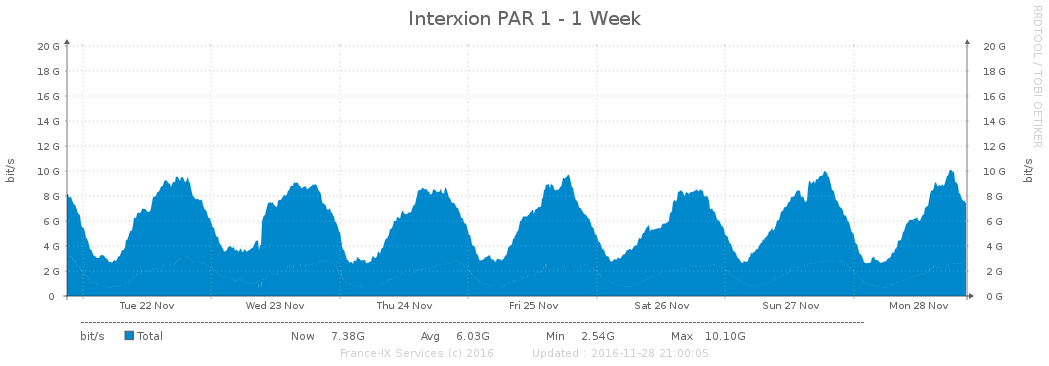 Interxion PAR 1 - 1 Week
RRDTOOL / TOBI OETIKER
bit/s
20 G 20 G
18 G 18 G
16 G 16 G
14 G 14 G
12 G 12 G
10 G 10 G
8 G 8 G
6 G 6 G
4 G 4 G
2 G 2 G
0 0 G
bit/s
Tue 22 Nov Wed 23 Nov Thu 24 Nov Fri 25 Nov Sat 26 Nov Sun 27 Nov Mon 28 Nov
bit/s Total Now 7.38G Avg 6.03G Min 2.54G Max 10.10G
France-IX Services (c) 2016 Updated : 2016-11-28 21:00:05